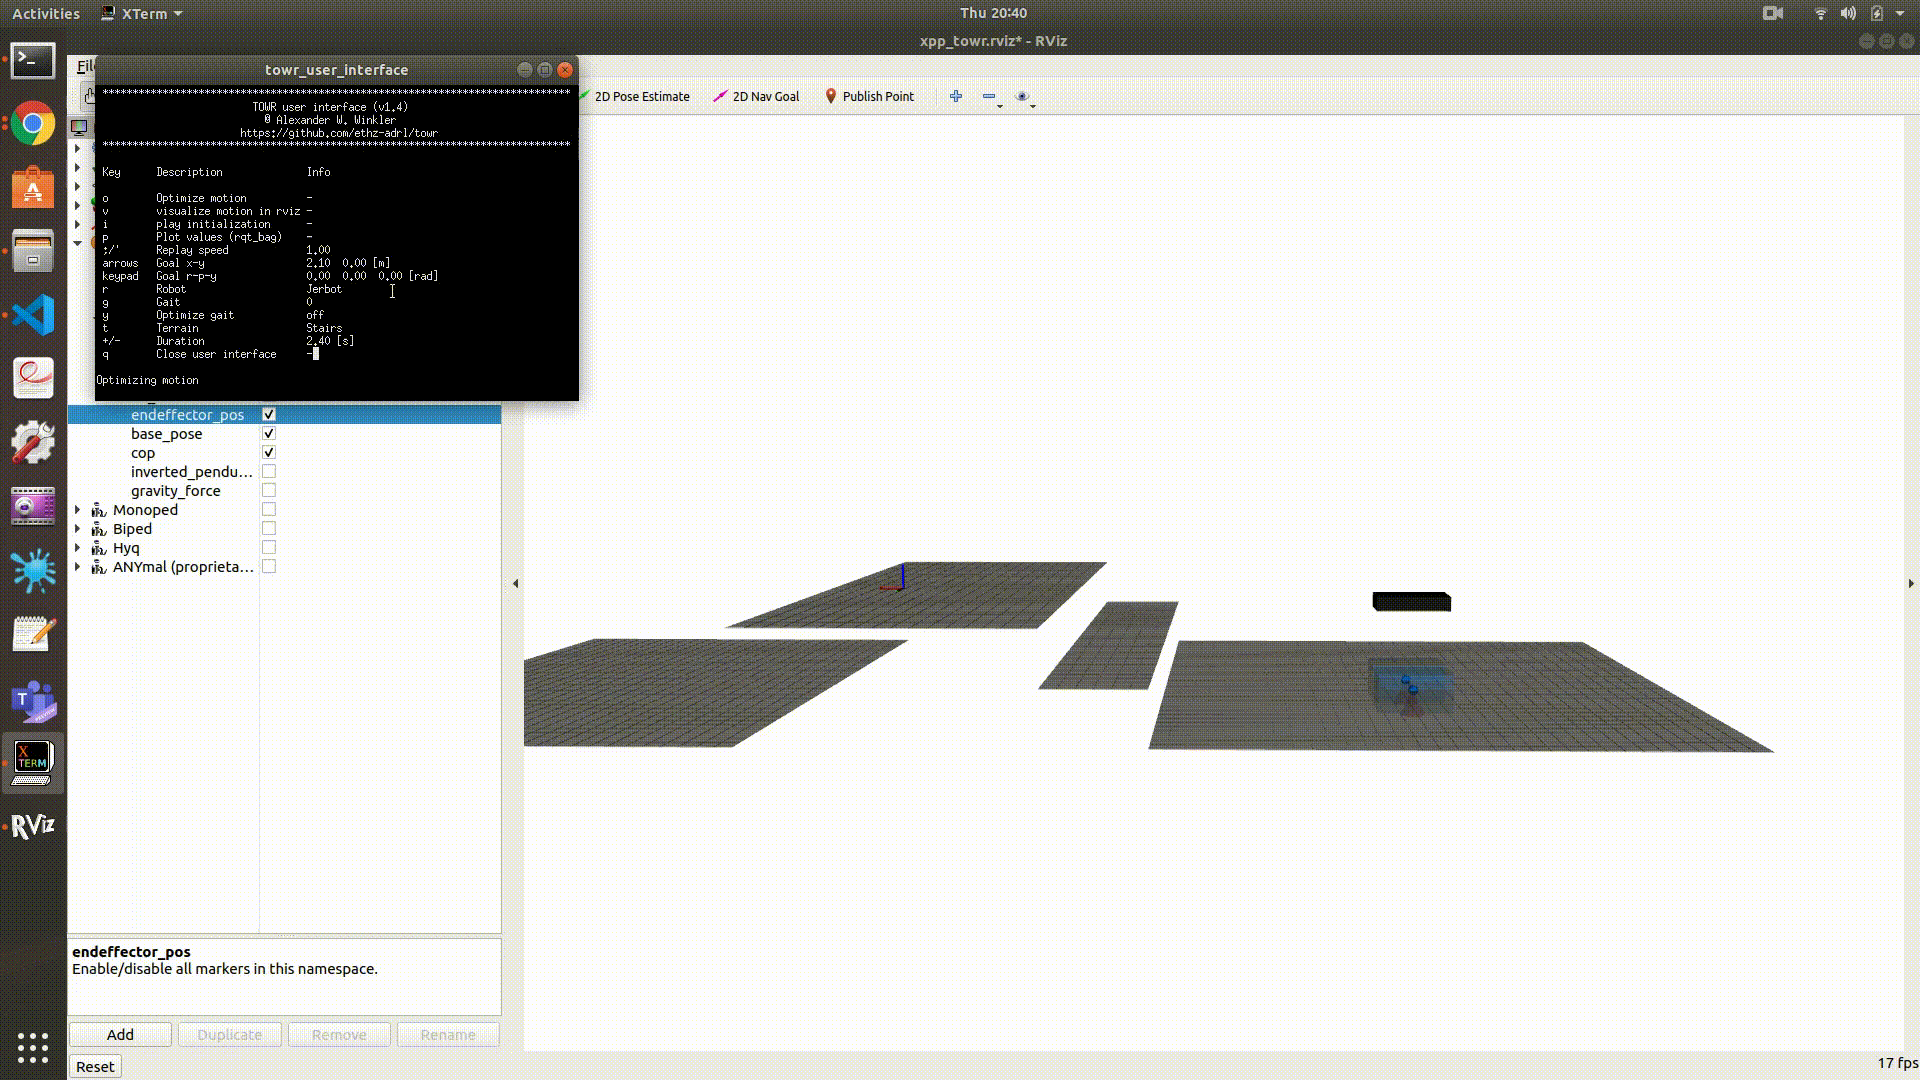 Activities
XTerm
Thu 20:40
xpp_towr.rviz* - RViz
towr_user_interface
2D Pose Estimate
2D Nav Goal
Publish Point
*******************************************************************************
TOWR user interface (v1.4)
© Alexander W. Winkler
https://github.com/ethz-adrl/towr
*******************************************************************************
Key Description Info
o Optimize motion -
v visualize motion in rviz -
i play initialization -
p Plot values (rqt_bag) -
;/' Replay speed 1.00
arrows Goal x-y 2.10 0.00 [m]
keypad Goal r-p-y 0.00 0.00 0.00 [rad]
r Robot Jerbot
g Gait 0
y Optimize gait off
t Terrain Stairs
+/- Duration 2.40 [s]
q Close user interface -
Optimizing motion
endeffector_pos
base_pose
cop
inverted_pendu...
gravity_force
Monoped
Biped
Hyq
ANYmal (proprieta...
endeffector_pos
Enable/disable all markers in this namespace.
Add Duplicate Remove Rename
Reset
17 fps
X
TERM
RViz
T